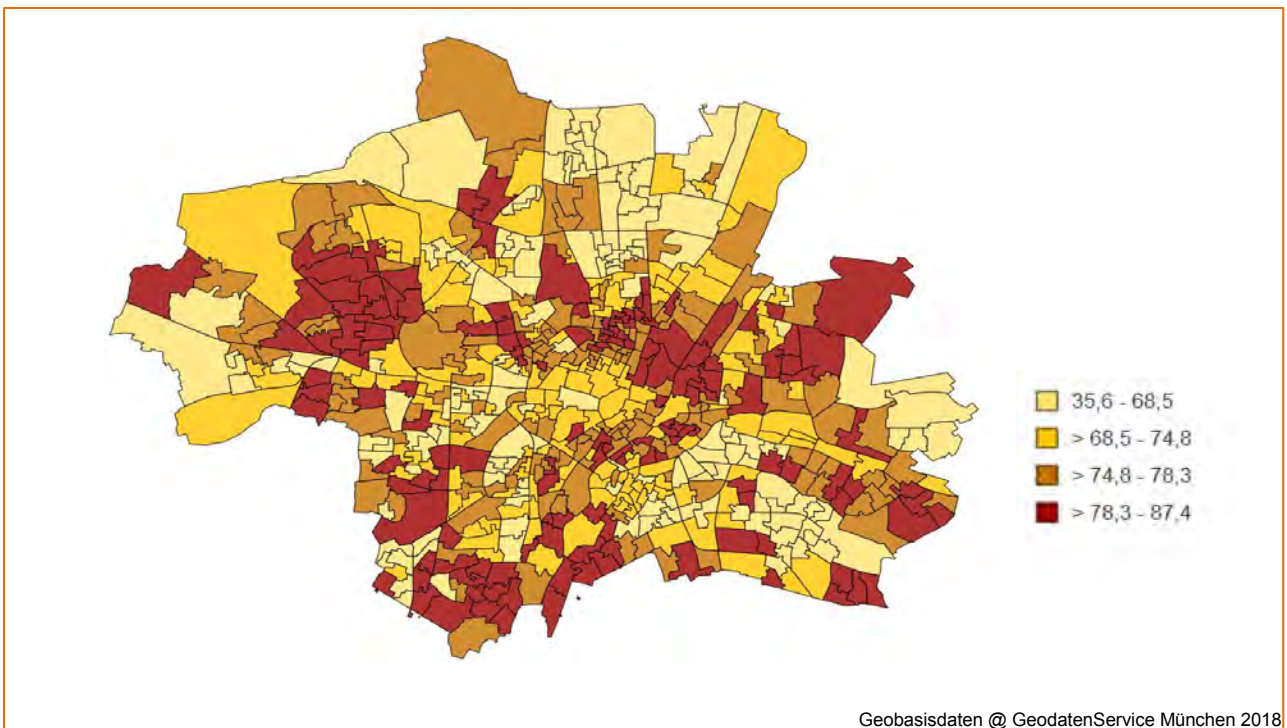 35,6 - 68,5
> 68,5 - 74,8
> 74,8 - 78,3
> 78,3 - 87,4
Geobasisdaten @ GeodatenService München 2018